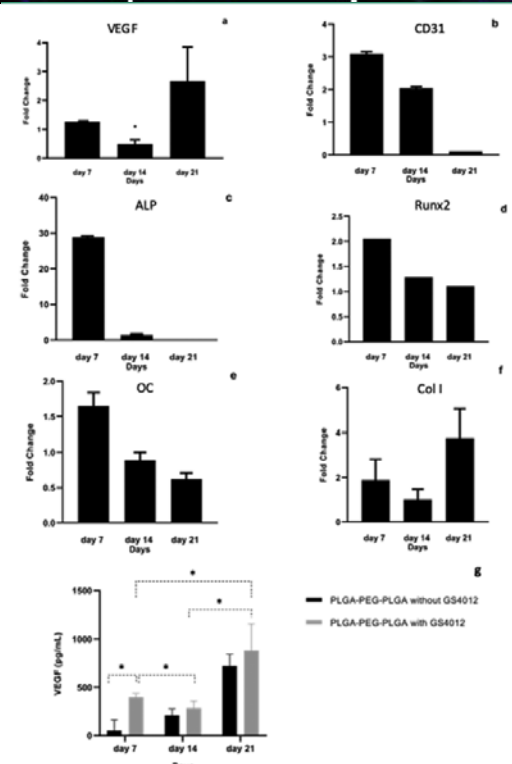 a
VEGF
Fold Change
4
3
2
1
0
*
day 7 day 14 day 21
Days
b
CD31
Fold Change
4
3
2
1
0
day 7 day 14 day 21
Days
c
ALP
Fold Change
40
30
20
10
0
day 7 day 14 day 21
Days
d
Runx2
Fold Change
2.5
2.0
1.5
1.0
0.5
0.0
day 7 day 14 day 21
Days
e
OC
Fold Change
2.0
1.5
1.0
0.5
0.0
day 7 day 14 day 21
Days
f
Col I
Fold Change
6
4
2
0
day 7 day 14 day 21
Days
g
VEGF (pg/mL)
1500
1000
500
0
*
*
* *
day 7 day 14 day 21
PLGA-PEG-PLGA without GS4012
PLGA-PEG-PLGA with GS4012